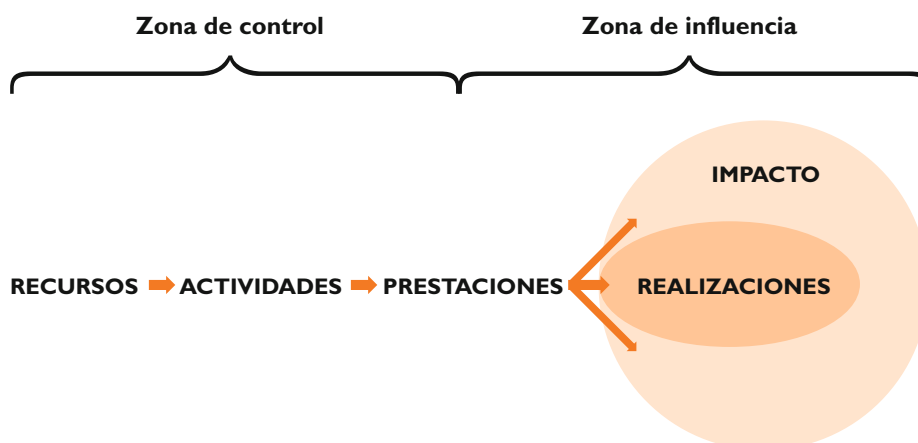 Zona de control
Zona de influencia
IMPACTO
RECURSOS
ACTIVIDADES
PRESTACIONES
REALIZACIONES